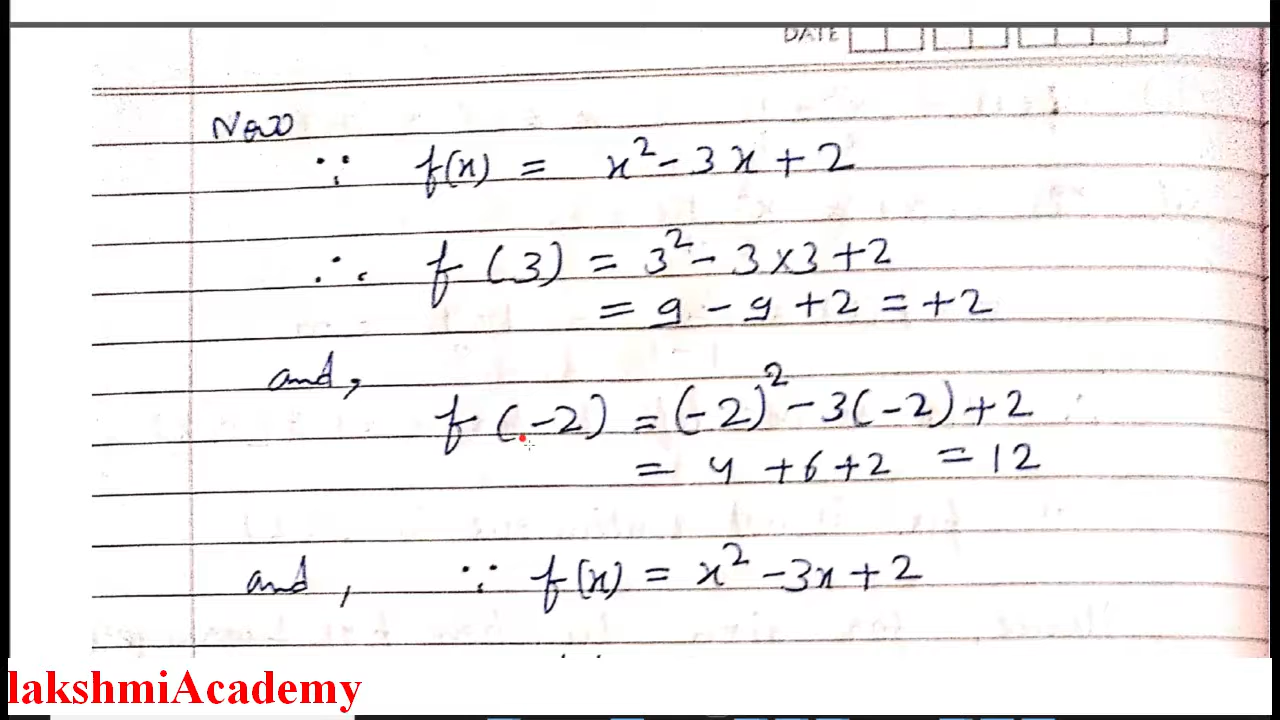 DATE
Now
∵ f(x) = x² - 3x + 2
∴ f(3) = 3² - 3×3 + 2
= 9 - 9 + 2 = +2
and,
f(-2) = (-2)² - 3(-2) + 2
= 4 + 6 + 2 = 12
and, ∵ f(x) = x² - 3x + 2
lakshmiAcademy